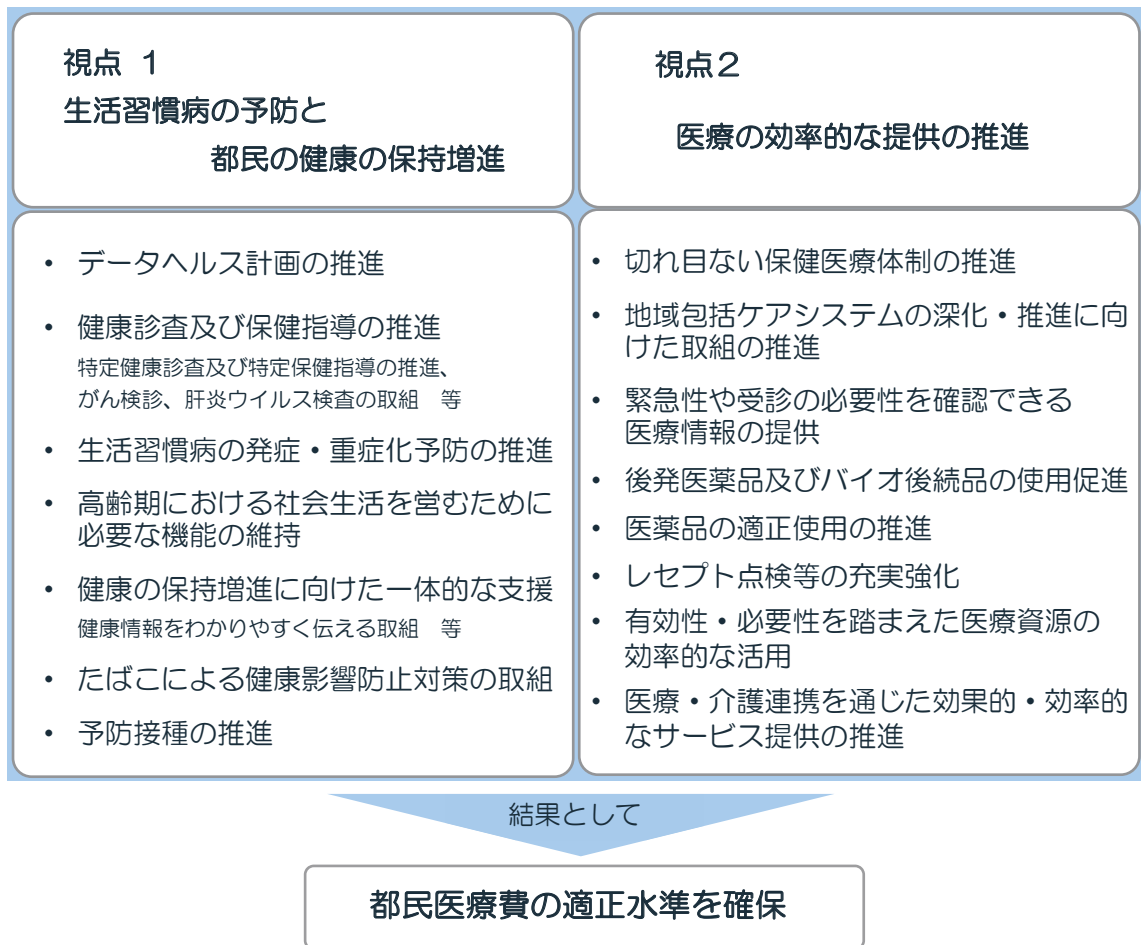 視点 1
生活習慣病の予防と
都民の健康の保持増進
・ データヘルス計画の推進
・ 健康診査及び保健指導の推進
特定健康診査及び特定保健指導の推進、
がん検診、肝炎ウイルス検査の取組 等
・ 生活習慣病の発症・重症化予防の推進
・ 高齢期における社会生活を営むために
必要な機能の維持
・ 健康の保持増進に向けた一体的な支援
健康情報をわかりやすく伝える取組 等
・ たばこによる健康影響防止対策の取組
・ 予防接種の推進
視点２
医療の効率的な提供の推進
・ 切れ目ない保健医療体制の推進
・ 地域包括ケアシステムの深化・推進に向
けた取組の推進
・ 緊急性や受診の必要性を確認できる
医療情報の提供
・ 後発医薬品及びバイオ後続品の使用促進
・ 医薬品の適正使用の推進
・ レセプト点検等の充実強化
・ 有効性・必要性を踏まえた医療資源の
効率的な活用
・ 医療・介護連携を通じた効果的・効率的
なサービス提供の推進
結果として
都民医療費の適正水準を確保